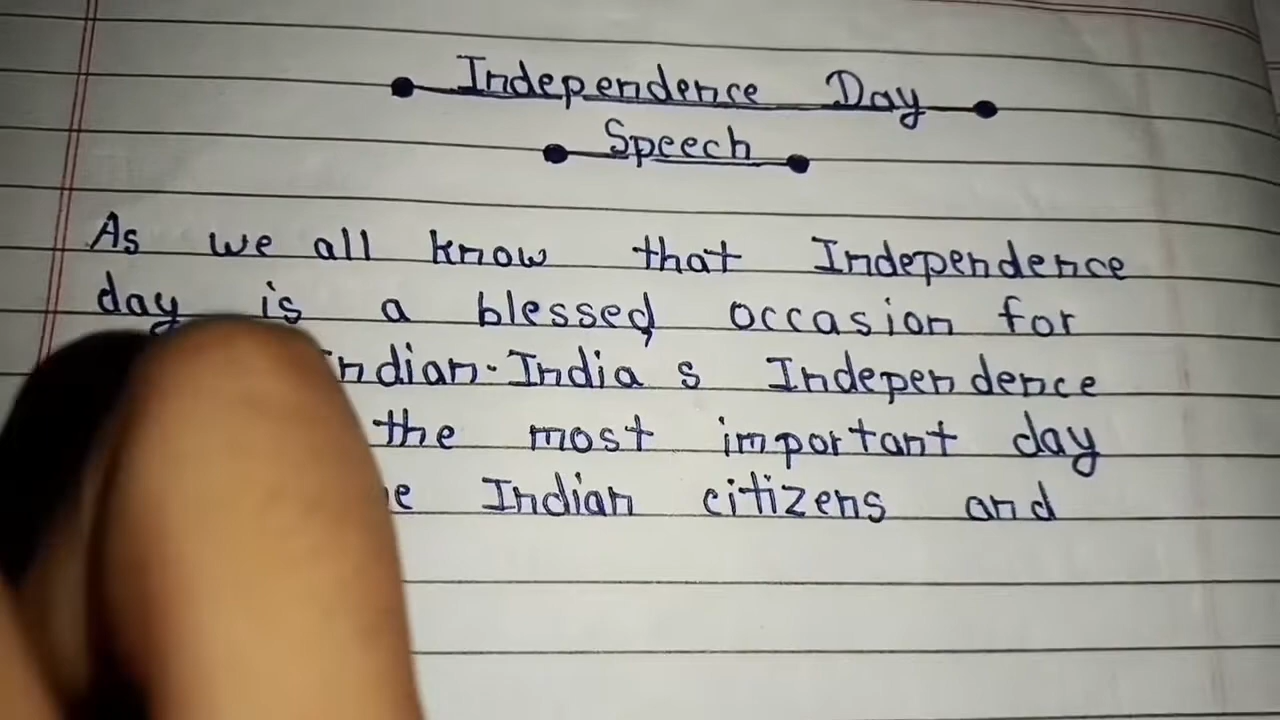 Independence Day
Speech
As we all know that Independence
day is a blessed occasion for
Indian. India s Independence
the most important day
Indian citizens and